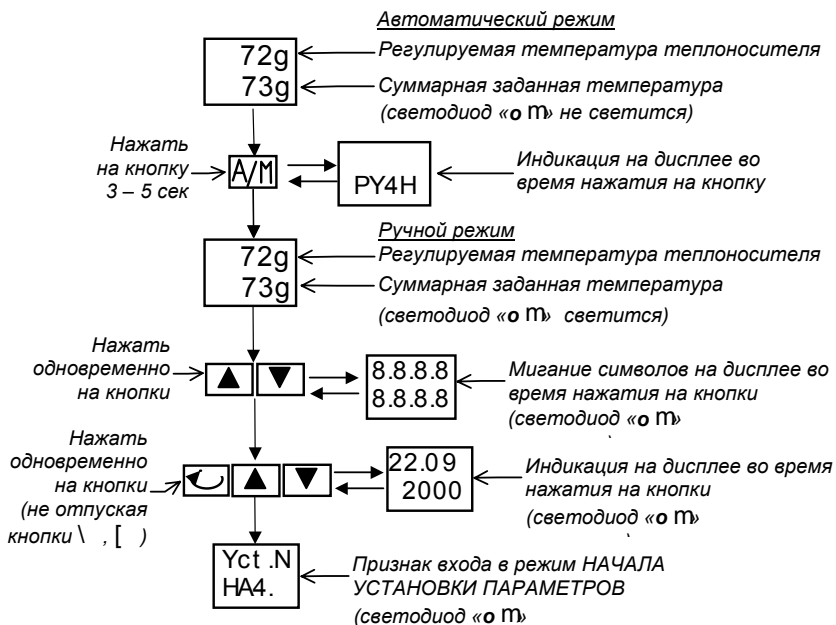 Автоматический режим
72g
Регулируемая температура теплоносителя
73g
Суммарная заданная температура
(светодиод «о m» не светится)
Нажать
на кнопку
3 – 5 сек
A/M
PY4H
Индикация на дисплее во
время нажатия на кнопку
Ручной режим
72g
Регулируемая температура теплоносителя
73g
Суммарная заданная температура
(светодиод «о m» светится)
Нажать
одновременно
на кнопки
▲ ▼
8.8.8.8
8.8.8.8
Мигание символов на дисплее во
время нажатия на кнопки
(светодиод «о m»
Нажать
одновременно
на кнопки
(не отпуская
кнопки \ , [ )
▲ ▼
22.09
2000
Индикация на дисплее во время
нажатия на кнопки
(светодиод «о m»
Yct .N
HA4.
Признак входа в режим НАЧАЛА
УСТАНОВКИ ПАРАМЕТРОВ
(светодиод «о m»